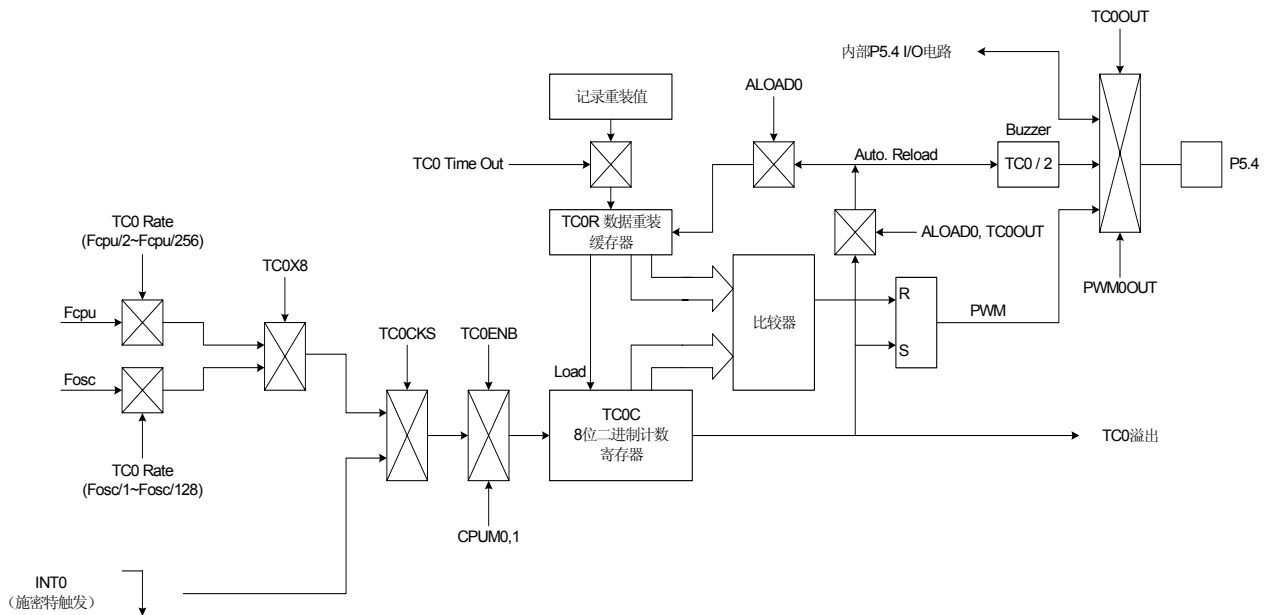 TC0OUT
内部P5.4 I/O电路
记录重装值
ALOAD0
Buzzer
TC0 Time Out
Auto. Reload
TC0 / 2
P5.4
TC0 Rate
(Fcpu/2~Fcpu/256)
TC0R 数据重装
缓存器
ALOAD0, TC0OUT
TC0X8
PWM0OUT
Fcpu
R
PWM
比较器
TC0CKS
TC0ENB
S
Fosc
Load
TC0C
8位二进制计数
寄存器
TC0溢出
TC0 Rate
(Fosc/1~Fosc/128)
CPUM0,1
INT0
（施密特触发）